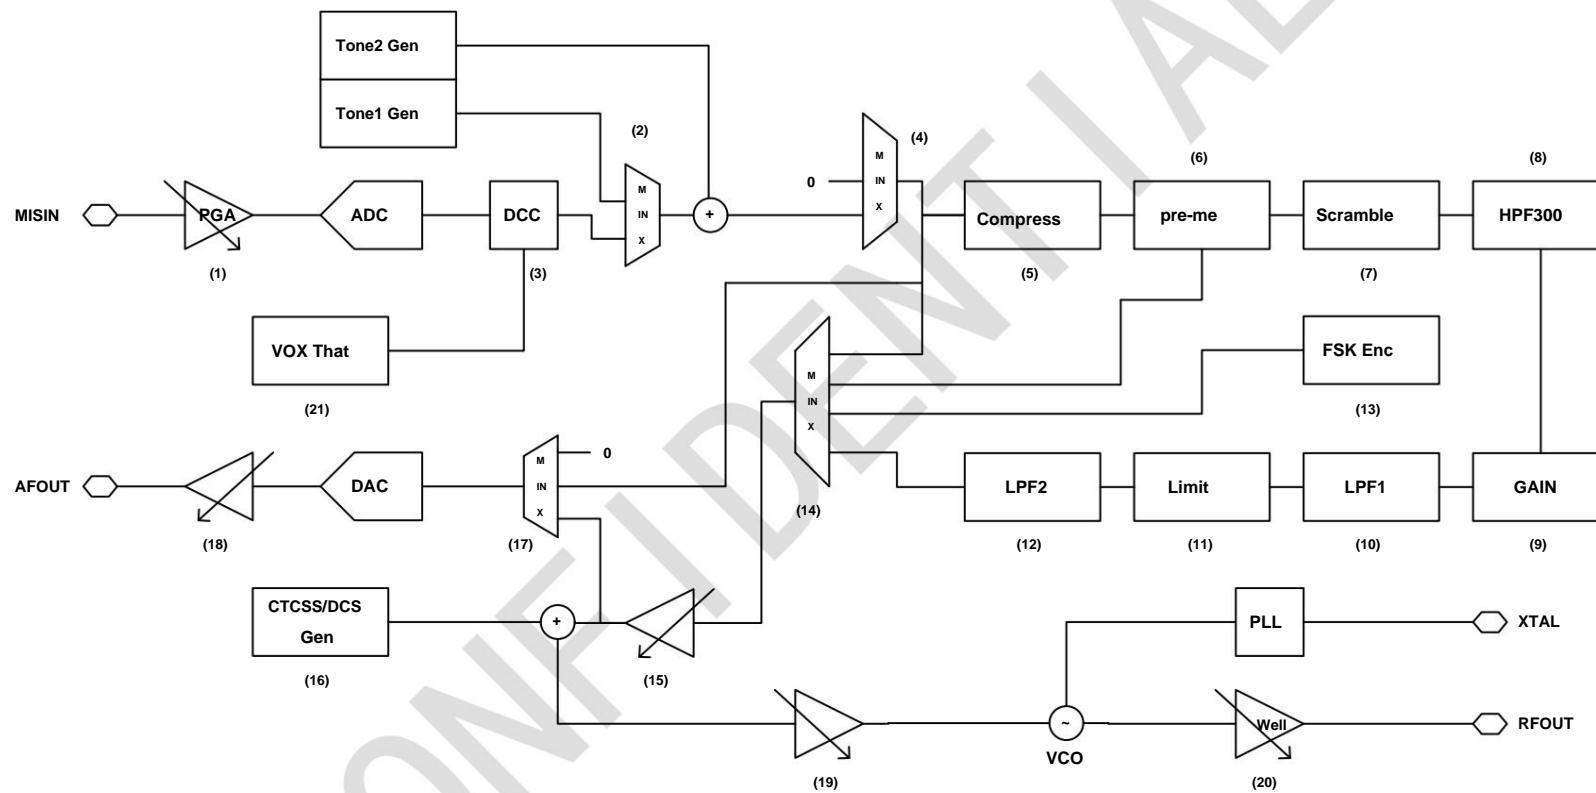 Tone2 Gen
Tone1 Gen
(2)
(4)
(6)
(8)
M
IN
X
M
IN
X
0
MISIN
PGA
ADC
DCC
+
Compress
pre-me
Scramble
HPF300
(1)
(3)
(5)
(7)
VOX That
(21)
M
IN
X
FSK Enc
(13)
AFOUT
DAC
M
IN
X
0
LPF2
Limit
LPF1
GAIN
(18)
(17)
(14)
(12)
(11)
(10)
(9)
CTCSS/DCS
Gen
+
(16)
(15)
PLL
XTAL
~
VCO
Well
RFOUT
(19)
(20)
CONFIDENTIAL